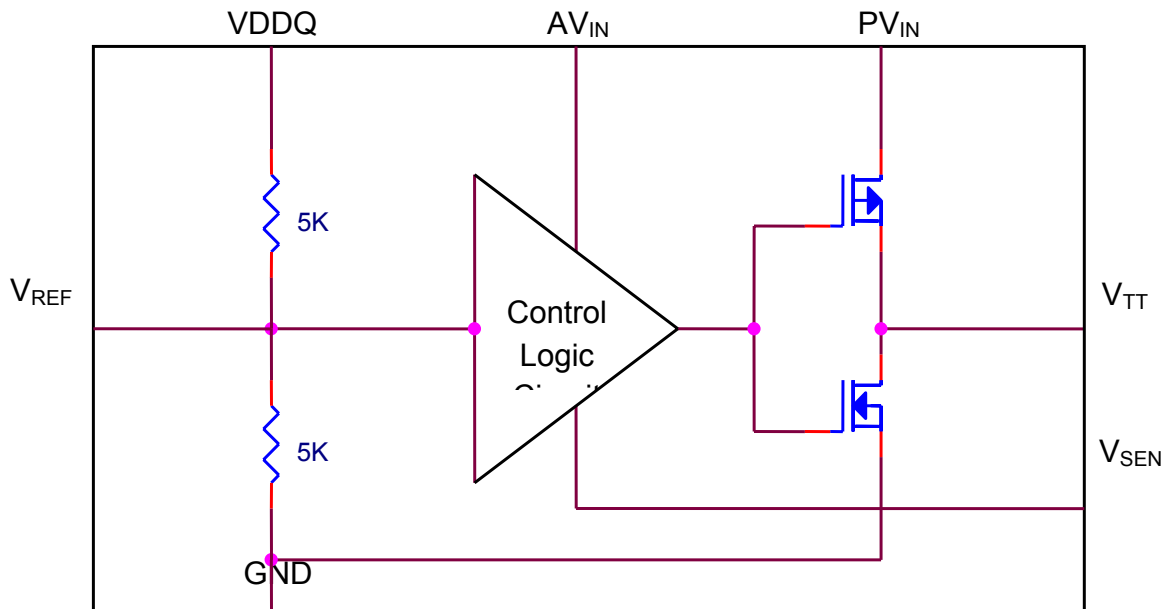 VDDQ AVIN PVIN
5K
VREF
Control
Logic
VTT
5K
VSEN
GND